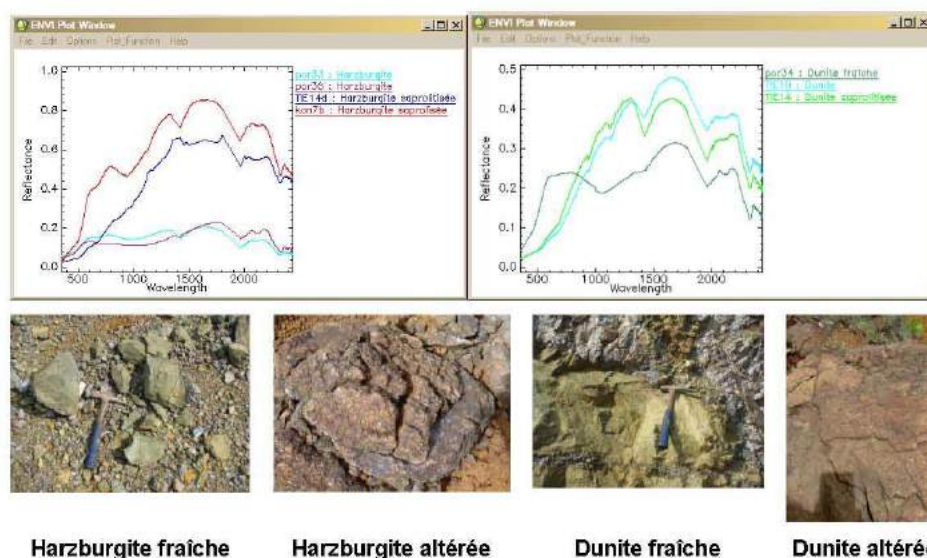 ENVI Plot Window
File Edit Options Plot_Function Help
1.0
0.8
0.6
0.4
0.2
0.0
Reflectance
500 1000 1500 2000
Wavelength
por33 : Harzburgite
por36 : Harzburgite
TIE14d : Harzburgite saprolitisée
kon7b : Harzburgite saprolisée
ENVI Plot Window
File Edit Options Plot_Function Help
0.5
0.4
0.3
0.2
0.1
0.0
Reflectance
500 1000 1500 2000
Wavelength
por34 : Dunite fraîche
: Dunite
TIE14 : Dunite saprolitisée
Harzburgite fraîche Harzburgite altérée Dunite fraîche Dunite altérée